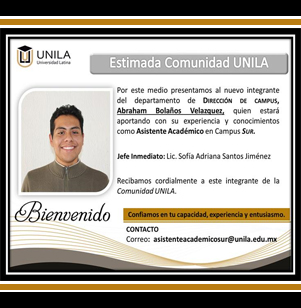 UNILA
Universidad Latina
Estimada Comunidad UNILA
Por este medio presentamos al nuevo integrante
del departamento de DIRECCIÓN DE CAMPUS,
Abraham Bolaños Velazquez, quien estará
aportando con su experiencia y conocimientos
como Asistente Académico en Campus SUR.
Jefe Inmediato: Lic. Sofía Adriana Santos Jiménez
Recibamos cordialmente a este integrante de la
Comunidad UNILA.
Bienvenido
Confiamos en tu capacidad, experiencia y entusiasmo.
CONTACTO
Correo: asistenteacademicosur@unila.edu.mx